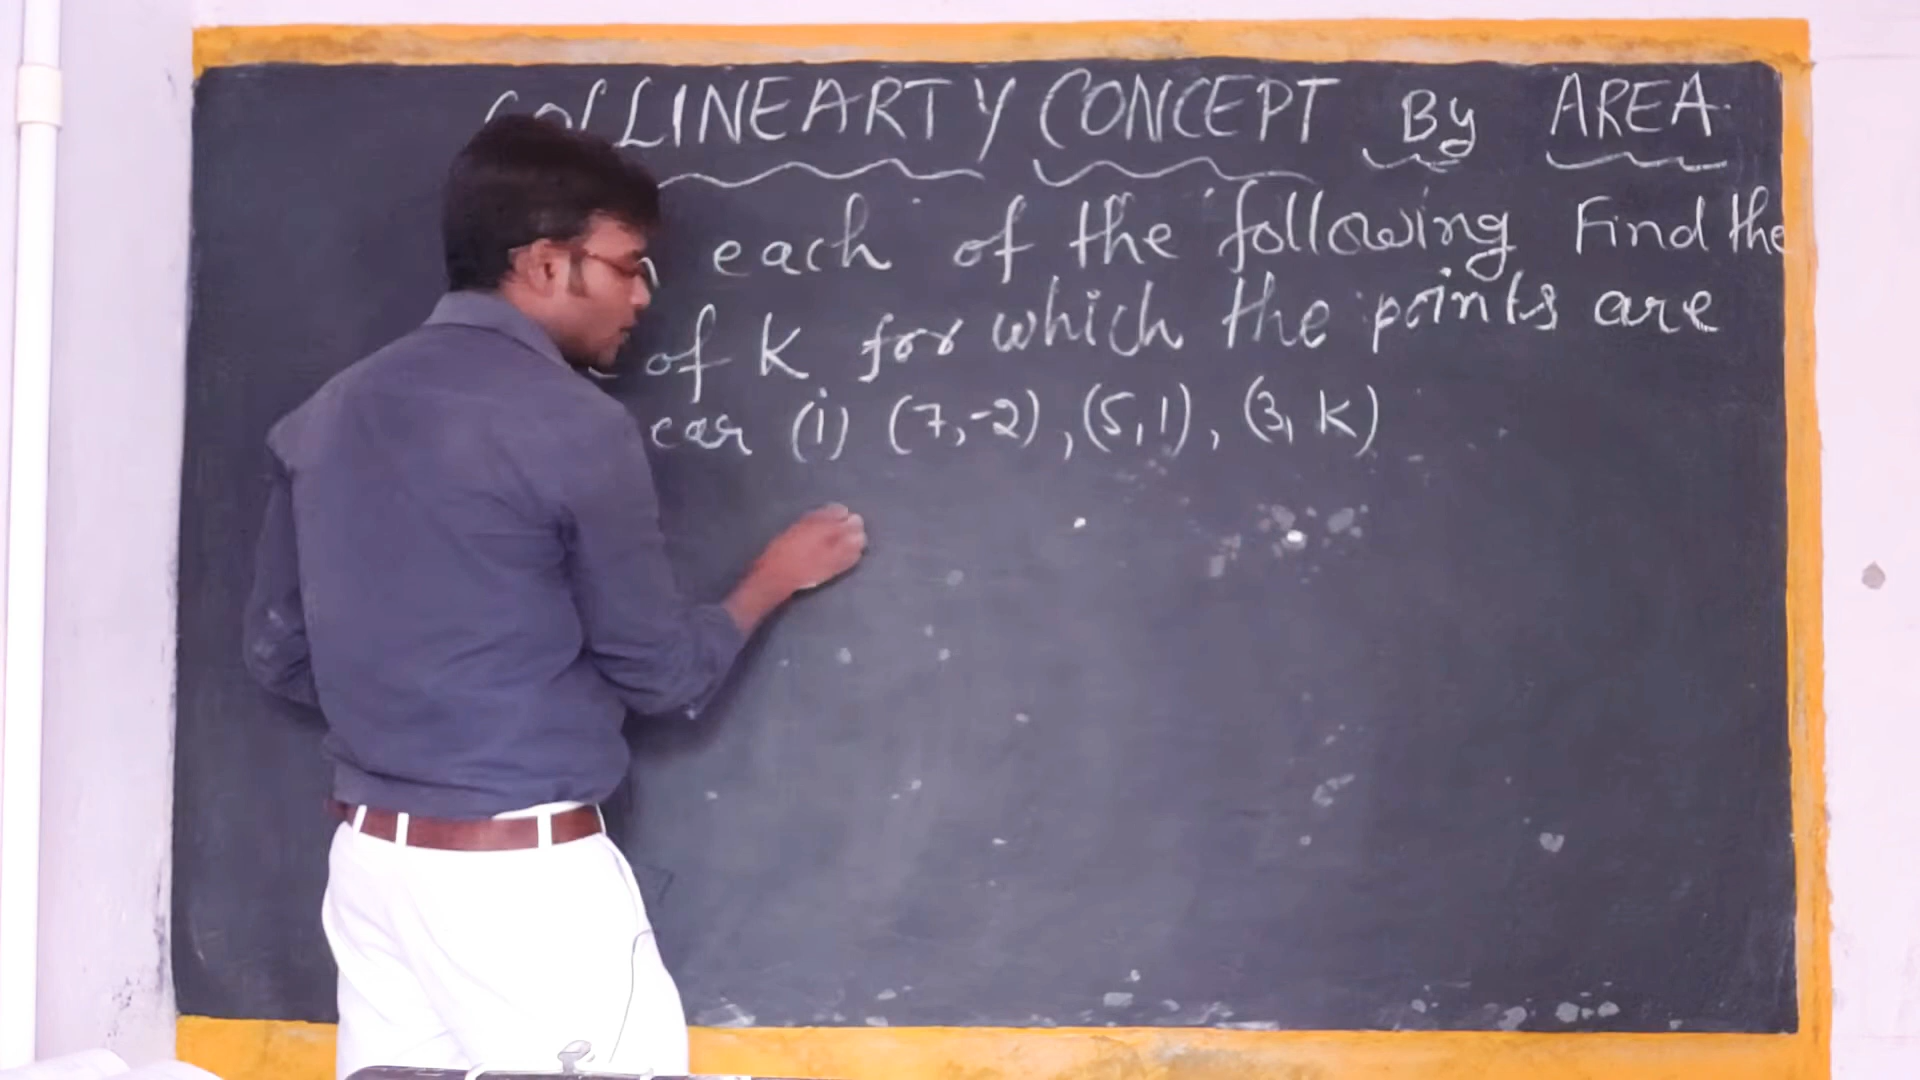 COLLINEARTY CONCEPT By AREA
each of the following Find the
of K for which the points are
ear (i) (7,-2), (5,1), (3, K)